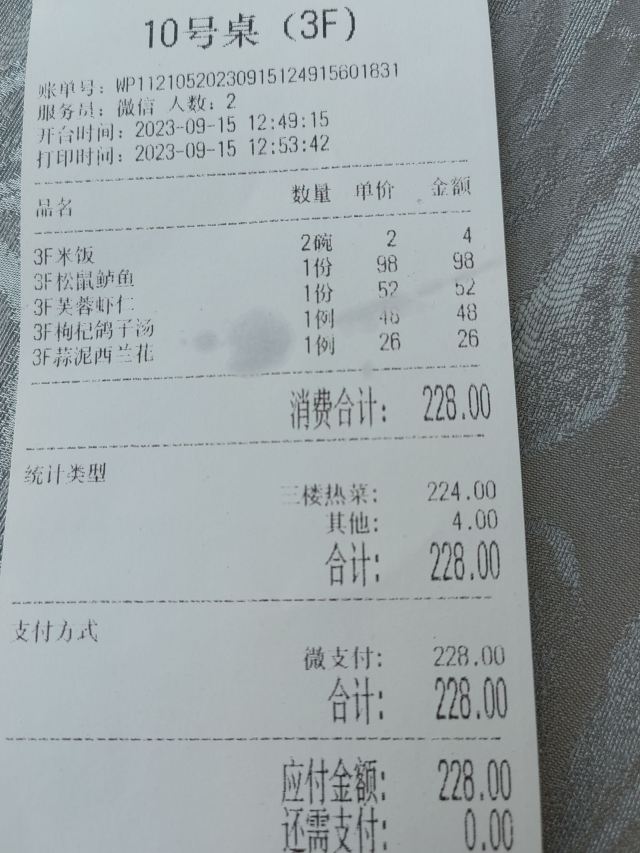 10号桌（3F）
账单号：WP11210520230915124915601831
服务员：微信 人数：2
开台时间：2023-09-15 12:49:15
打印时间：2023-09-15 12:53:42
品名 数量 单价 金额
3F米饭 2碗 2 4
3F松鼠鲈鱼 1份 98 98
3F芙蓉虾仁 1份 52 52
3F枸杞鸽子汤 1例 48 48
3F蒜泥西兰花 1例 26 26
消费合计：228.00
统计类型
三楼热菜：224.00
其他：4.00
合计：228.00
支付方式
微支付：228.00
合计：228.00
应付金额：228.00
还需支付：0.00